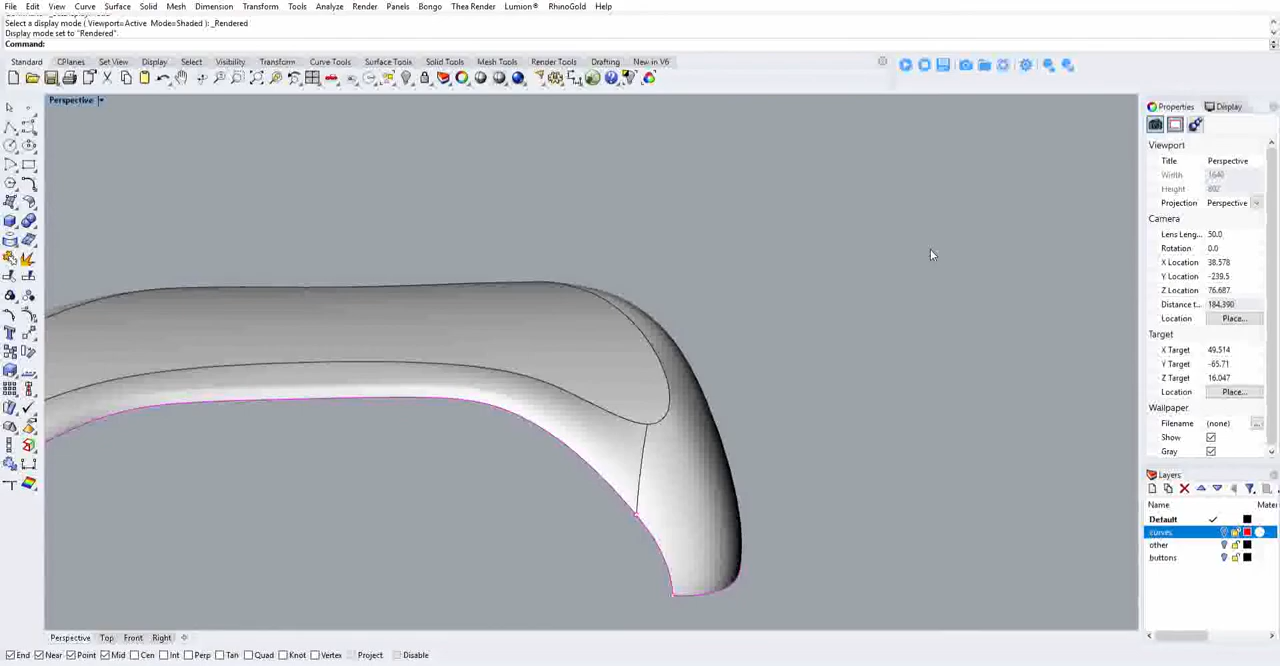 File Edit View Curve Surface Solid Mesh Dimension Transform Tools Analyze Render Panels Bongo Thea Render Lumion® RhinoGold Help
Select a display mode ( Viewport=Active Mode=Shaded ): _Rendered
Display mode set to "Rendered".
Command:
Standard CPlanes Set View Display Select Visibility Transform Curve Tools Surface Tools Solid Tools Mesh Tools Render Tools Drafting New in V6
Perspective
Properties Display
Viewport
Title Perspective
Width 1640
Height 802
Projection Perspective
Camera
Lens Leng... 50.0
Rotation 0.0
X Location 38.578
Y Location -239.5
Z Location 76.687
Distance t... 184.390
Location Place...
Target
X Target 49.514
Y Target -65.71
Z Target 16.047
Location Place...
Wallpaper
Filename (none)
Show
Gray
Layers
Name Mater
Default
curves
other
buttons
Perspective Top Front Right
End Near Point Mid Cen Int Perp Tan Quad Knot Vertex Project Disable